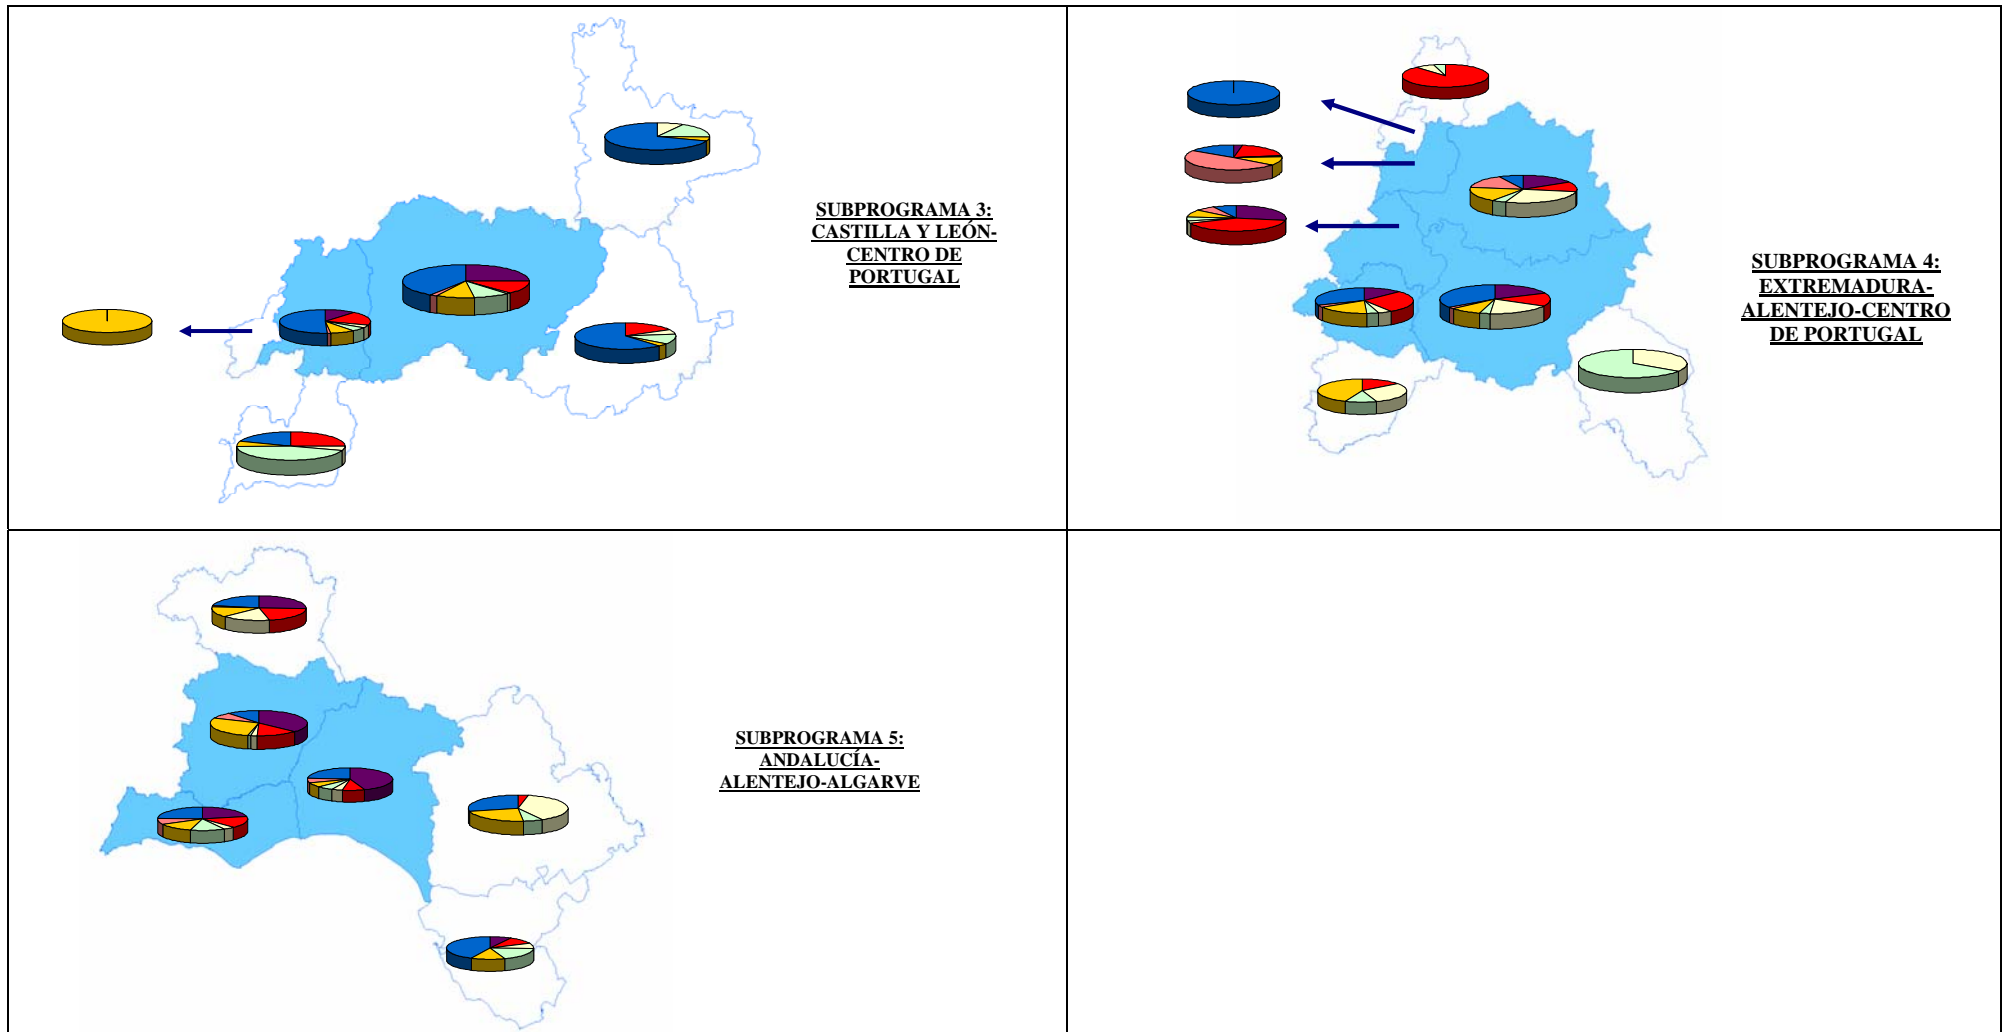 SUBPROGRAMA 3:
CASTILLA Y LEÓN-
CENTRO DE
PORTUGAL
SUBPROGRAMA 4:
EXTREMADURA-
ALENTEJO-CENTRO
DE PORTUGAL
SUBPROGRAMA 5:
ANDALUCÍA-
ALENTEJO-ALGARVE